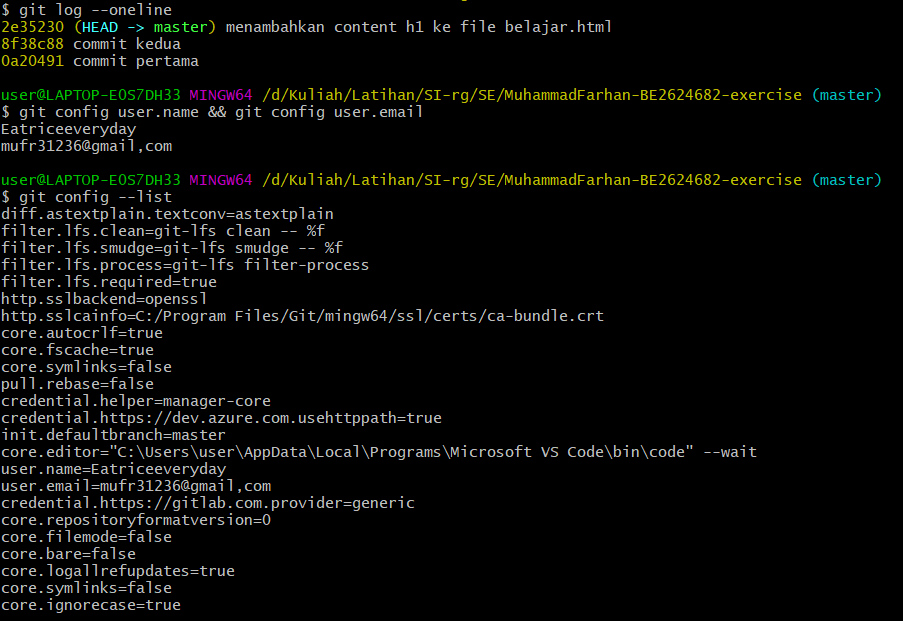 $ git log --oneline
2e35230 (HEAD -> master) menambahkan content h1 ke file belajar.html
8f38c88 commit kedua
0a20491 commit pertama
user@LAPTOP-E0S7DH33 MINGW64 /d/Kuliah/Latihan/SI-rg/SE/MuhammadFarhan-BE2624682-exercise (master)
$ git config user.name && git config user.email
Eatriceeveryday
mufr31236@gmail,com
user@LAPTOP-E0S7DH33 MINGW64 /d/Kuliah/Latihan/SI-rg/SE/MuhammadFarhan-BE2624682-exercise (master)
$ git config --list
diff.astextplain.textconv=astextplain
filter.lfs.clean=git-lfs clean -- %f
filter.lfs.smudge=git-lfs smudge -- %f
filter.lfs.process=git-lfs filter-process
filter.lfs.required=true
http.sslbackend=openssl
http.sslcainfo=C:/Program Files/Git/mingw64/ssl/certs/ca-bundle.crt
core.autocrlf=true
core.fscache=true
core.symlinks=false
pull.rebase=false
credential.helper=manager-core
credential.https://dev.azure.com.usehttppath=true
init.defaultbranch=master
core.editor="C:\Users\user\AppData\Local\Programs\Microsoft VS Code\bin\code" --wait
user.name=Eatriceeveryday
user.email=mufr31236@gmail,com
credential.https://gitlab.com.provider=generic
core.repositoryformatversion=0
core.filemode=false
core.bare=false
core.logallrefupdates=true
core.symlinks=false
core.ignorecase=true